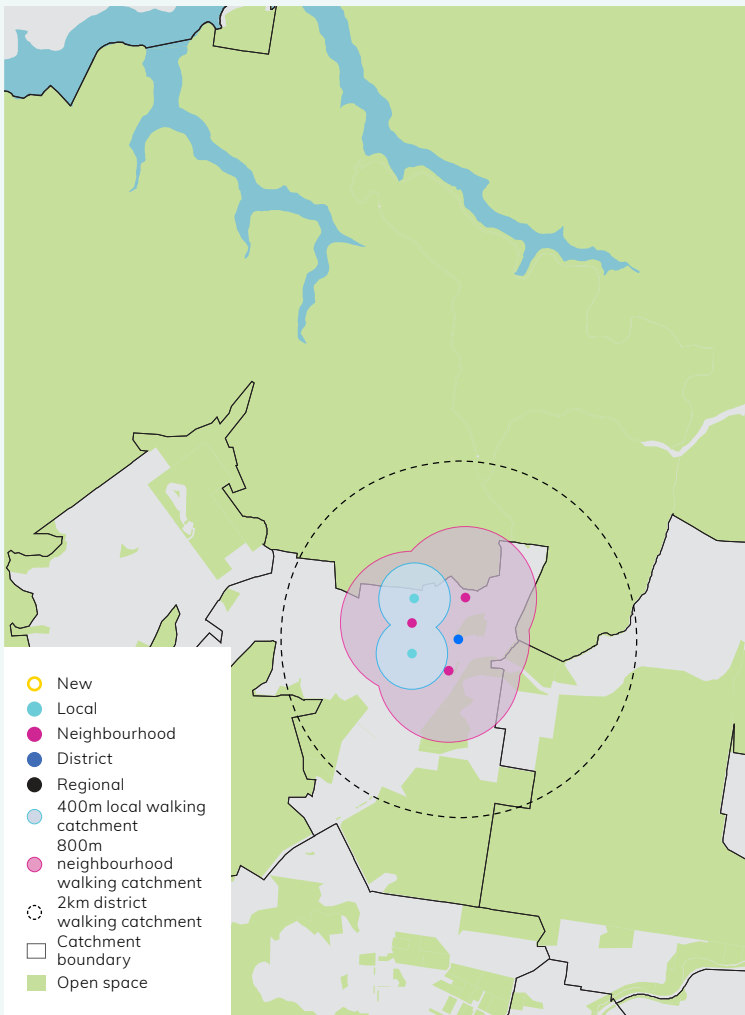 New
Local
Neighbourhood
District
Regional
400m local walking
catchment
800m
neighbourhood
walking catchment
2km district
walking catchment
Catchment
boundary
Open space